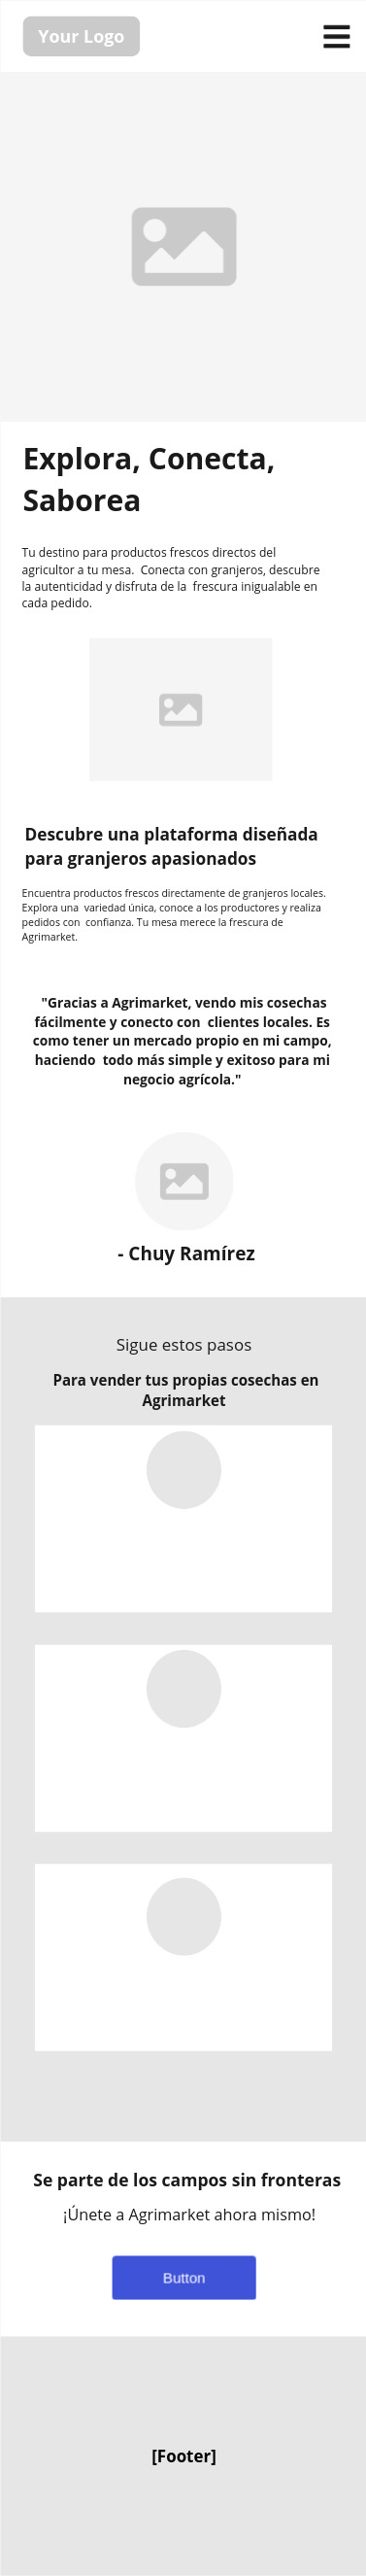 Your Logo
Explora, Conecta,
Saborea
Tu destino para productos frescos directos del
agricultor a tu mesa.  Conecta con granjeros, descubre
la autenticidad y disfruta de la  frescura inigualable en
cada pedido.
Descubre una plataforma diseñada
para granjeros apasionados
Encuentra productos frescos directamente de granjeros locales.
Explora una  variedad única, conoce a los productores y realiza
pedidos con  confianza. Tu mesa merece la frescura de
Agrimarket.
"Gracias a Agrimarket, vendo mis cosechas
fácilmente y conecto con  clientes locales. Es
como tener un mercado propio en mi campo,
haciendo  todo más simple y exitoso para mi
negocio agrícola."
- Chuy Ramírez
Sigue estos pasos
Para vender tus propias cosechas en
Agrimarket
Se parte de los campos sin fronteras
¡Únete a Agrimarket ahora mismo!
Button
[Footer]